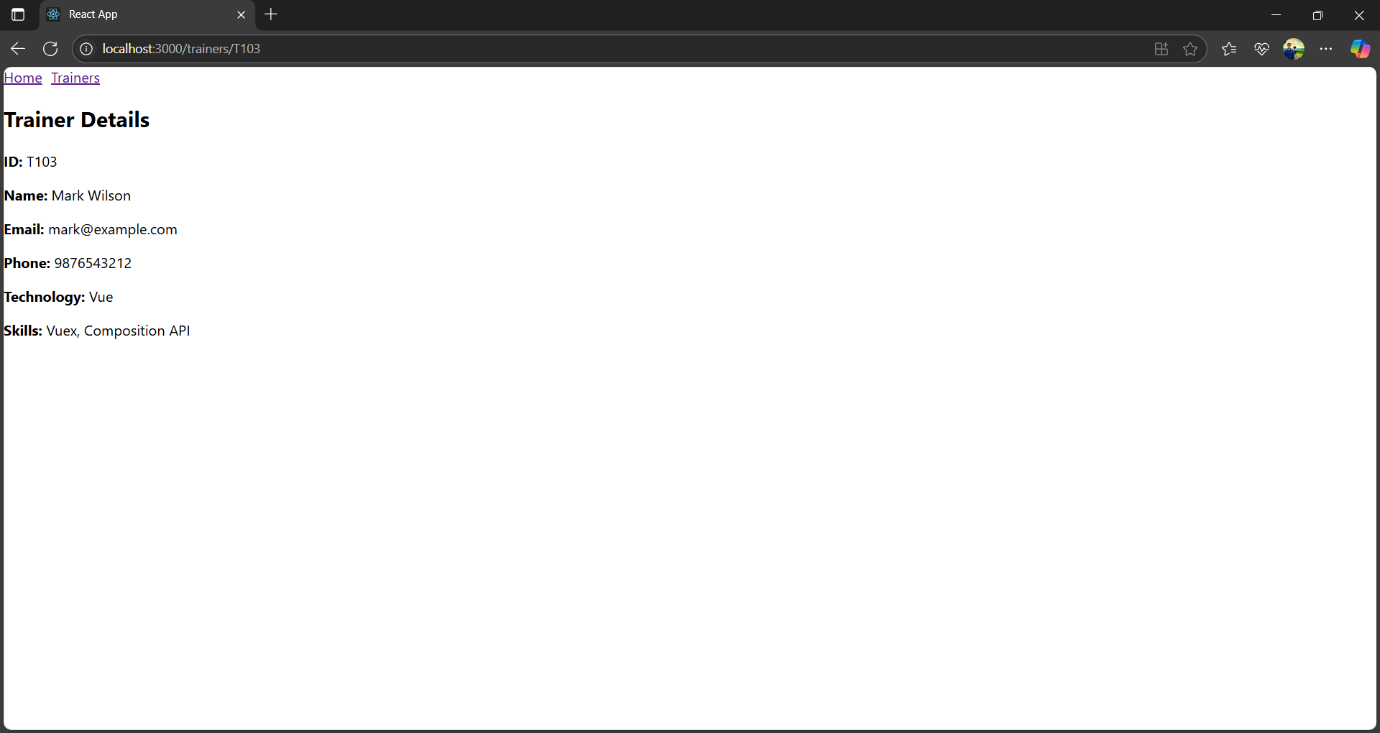 React App
localhost:3000/trainers/T103
Home Trainers
Trainer Details
ID: T103
Name: Mark Wilson
Email: mark@example.com
Phone: 9876543212
Technology: Vue
Skills: Vuex, Composition API